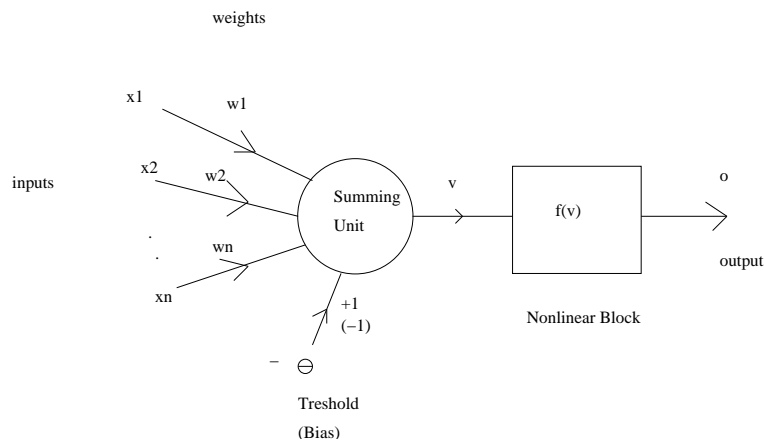 weights
x1
w1
x2
w2
inputs
Summing
Unit
v
f(v)
o
output
.
.
wn
xn
+1
(−1)
Nonlinear Block
− θ
Treshold
(Bias)